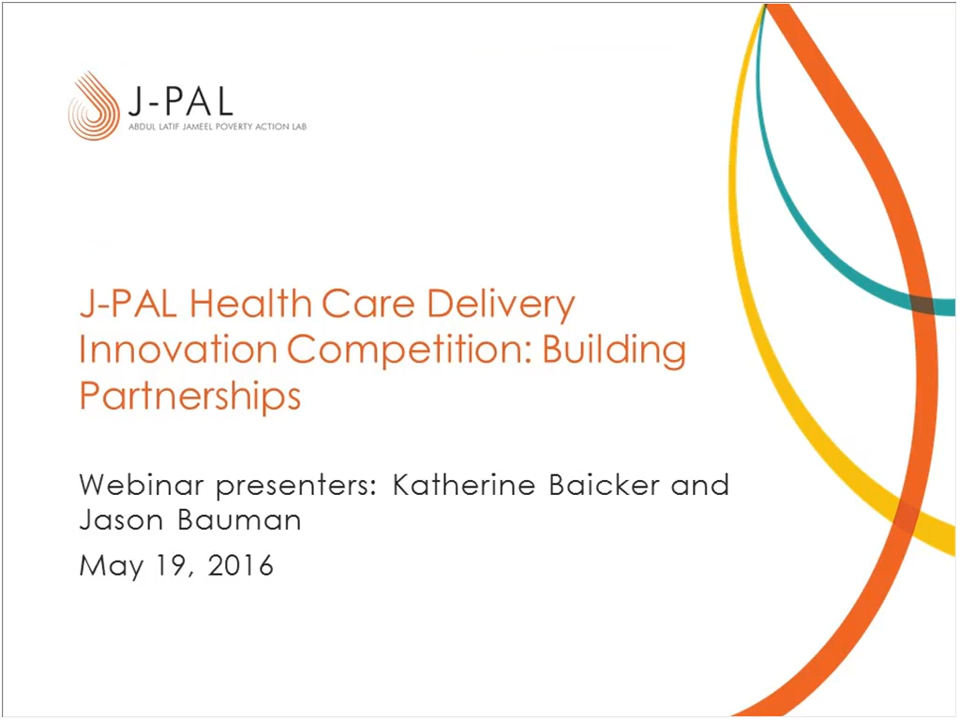 J-PAL
ABDUL LATIF JAMEEL POVERTY ACTION LAB
J-PAL Health Care Delivery
Innovation Competition: Building
Partnerships
Webinar presenters: Katherine Baicker and
Jason Bauman
May 19, 2016